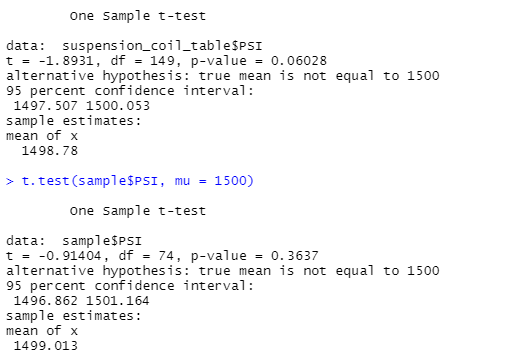 One Sample t-test
data:  suspension_coil_table$PSI
t = -1.8931, df = 149, p-value = 0.06028
alternative hypothesis: true mean is not equal to 1500
95 percent confidence interval:
 1497.507 1500.053
sample estimates:
mean of x
  1498.78
> t.test(sample$PSI, mu = 1500)
One Sample t-test
data:  sample$PSI
t = -0.91404, df = 74, p-value = 0.3637
alternative hypothesis: true mean is not equal to 1500
95 percent confidence interval:
 1496.862 1501.164
sample estimates:
mean of x
 1499.013